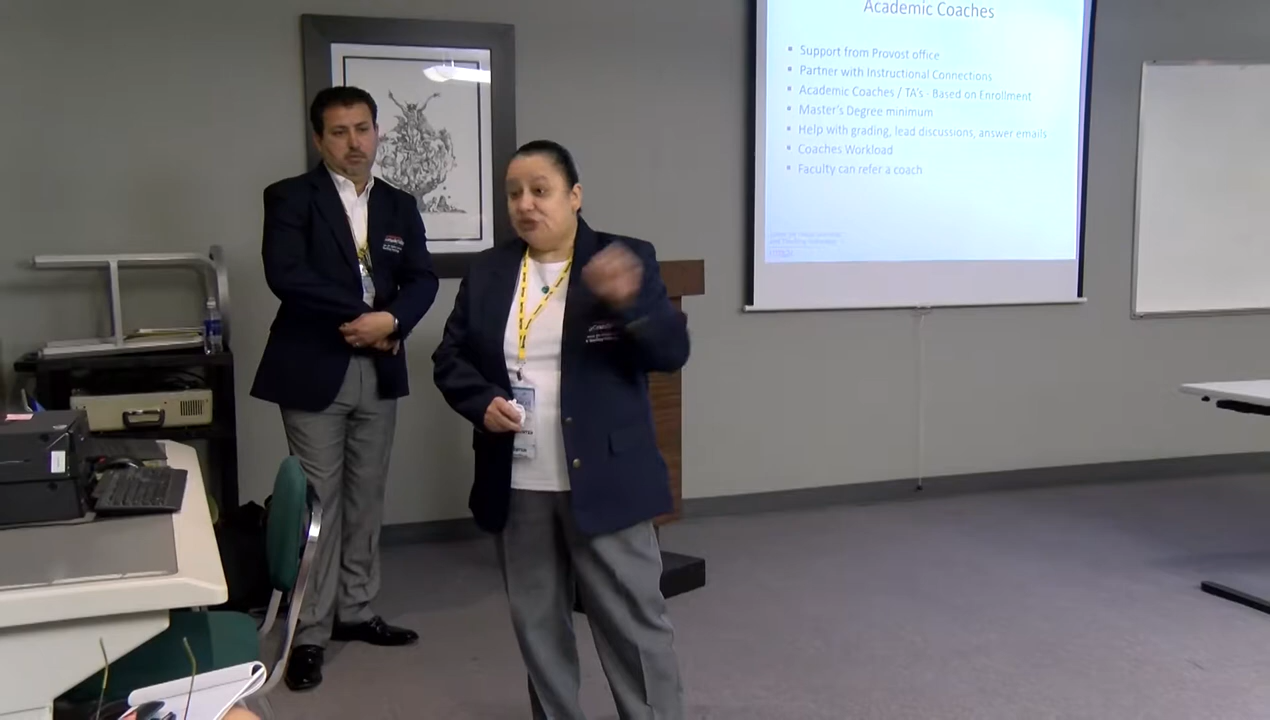 Academic Coaches
▪ Support from Provost office
▪ Partner with Instructional Connections
▪ Academic Coaches / TA's - Based on Enrollment
▪ Master's Degree minimum
▪ Help with grading, lead discussions, answer emails
▪ Coaches Workload
▪ Faculty can refer a coach